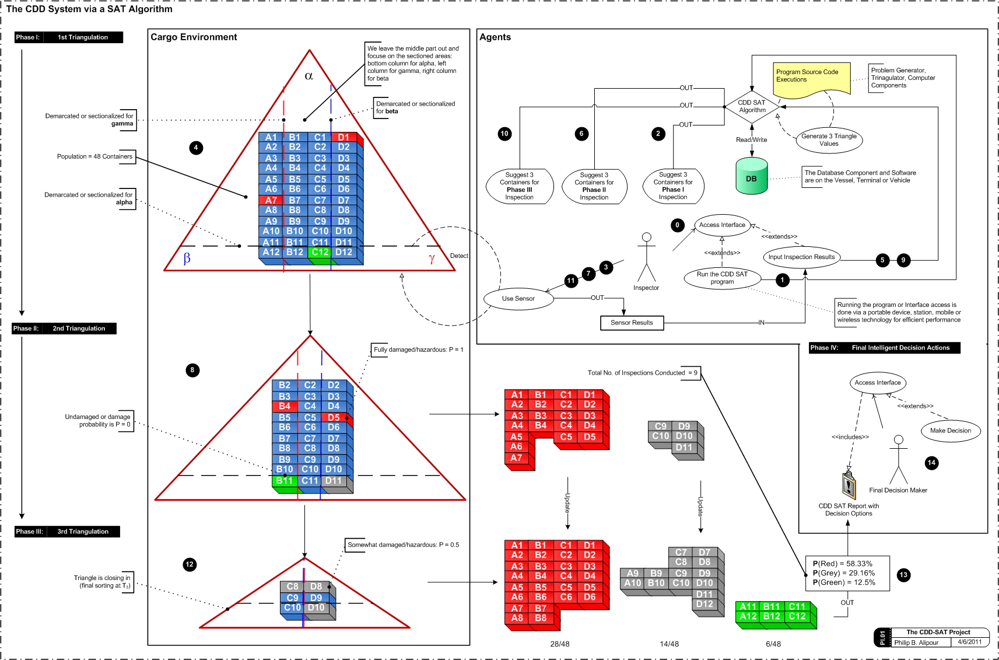 The CDD System via a SAT Algorithm
Phase I: 1st Triangulation
Cargo Environment
We leave the middle part out and
focuse on the sectioned areas:
bottom column for alpha, left
column for gamma, right column
for beta
α
Demarcated or sectionalized
for beta
Demarcated or sectionalized for
gamma
4
Population = 48 Containers
Demarcated or sectionalized for
alpha
A1 B1 C1 D1
A2 B2 C2 D2
A3 B3 C3 D3
A4 B4 C4 D4
A5 B5 C5 D5
A6 B6 C6 D6
A7 B7 C7 D7
A8 B8 C8 D8
A9 B9 C9 D9
A10 B10 C10 D10
A11 B11 C11 D11
A12 B12 C12 D12
β
γ
Detect
Agents
Program Source Code
Executions
Problem Generator,
Trinagulator, Computer
Components
OUT
OUT
OUT
CDD SAT
Algorithm
Generate 3 Triangle
Values
10
6
2
Read/Write
DB
The Database Component and Software
are on the Vessel, Terminal or Vehicle
Suggest 3
Containers for
Phase III
Inspection
Suggest 3
Containers for
Phase II
Inspection
Suggest 3
Containers for
Phase I
Inspection
0
Access Interface
<<extends>>
<<extends>>
Input Inspection Results
5
9
Run the CDD SAT
program
1
3
7
11
Inspector
Use Sensor
OUT
Sensor Results
IN
Running the program or Interface access is
done via a portable device, station, mobile or
wireless technology for efficient performance
Phase II: 2nd Triangulation
8
Fully damaged/hazardous: P = 1
Undamaged or damage
probability is P = 0
B2 C2 D2
B3 C3 D3
B4 C4 D4
B5 C5 D5
B6 C6 D6
B7 C7 D7
B8 C8 D8
B9 C9 D9
B10 C10 D10
B11 C11 D11
Total No. of Inspections Conducted = 9
A1 B1 C1 D1
A2 B2 C2 D2
A3 B3 C3 D3
A4 B4 C4 D4
A5 C5 D5
A6
A7
C9 D9
C10 D10
D11
Update
Update
Phase IV: Final Intelligent Decision Actions
Access Interface
<<extends>>
Make Decision
<<includes>>
14
Final Decision Maker
CDD SAT Report with
Decision Options
Phase III: 3rd Triangulation
12
Somewhat damaged/hazardous: P = 0.5
Triangle is closing in
(final sorting at T3)
C8 D8
C9 D9
C10 D10
A1 B1 C1 D1
A2 B2 C2 D2
A3 B3 C3 D3
A4 B4 C4 D4
A5 B5 C5 D5
A6 B6 C6 D6
A7 B7
A8 B8
28/48
C7 D7
C8 D8
A9 B9 C9 D9
A10 B10 C10 D10
D11
D12
14/48
A11 B11 C11
A12 B12 C12
6/48
P(Red) = 58.33%
P(Grey) = 29.16%
P(Green) = 12.5%
13
OUT
PI.01
The CDD-SAT Project
Philip B. Alipour 4/6/2011